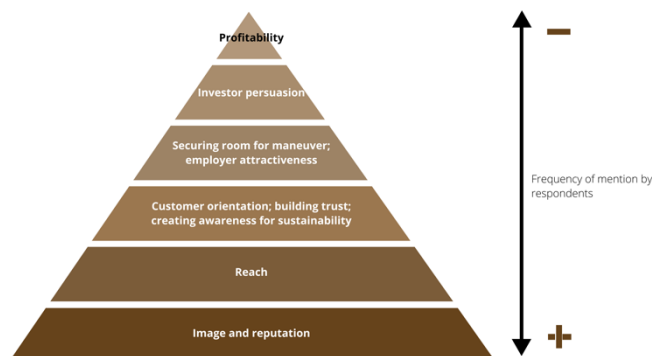 Profitability
Investor persuasion
Securing room for maneuver;
employer attractiveness
Customer orientation; building trust;
creating awareness for sustainability
Reach
Image and reputation
Frequency of mention by
respondents